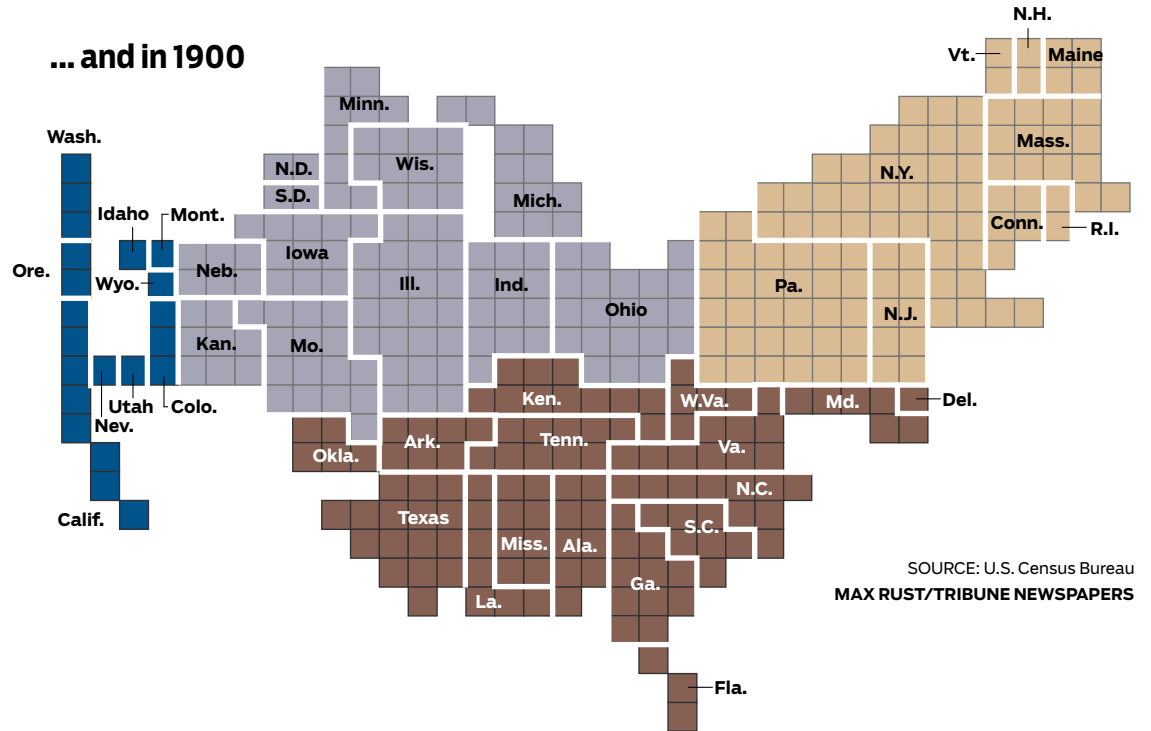 ... and in 1900
N.H.
Vt.
Maine
Minn.
Wash.
Mass.
Wis.
N.D.
N.Y.
S.D.
Mich.
Idaho
Mont.
Conn.
R.I.
Iowa
Ore.
Neb.
Wyo.
Ill.
Ind.
Pa.
Ohio
N.J.
Kan.
Mo.
Utah
Colo.
Ken.
W.Va.
Md.
Del.
Nev.
Ark.
Tenn.
Va.
Okla.
N.C.
Calif.
Texas
S.C.
Miss.
Ala.
SOURCE: U.S. Census Bureau
Ga.
MAX RUST/TRIBUNE NEWSPAPERS
La.
Fla.